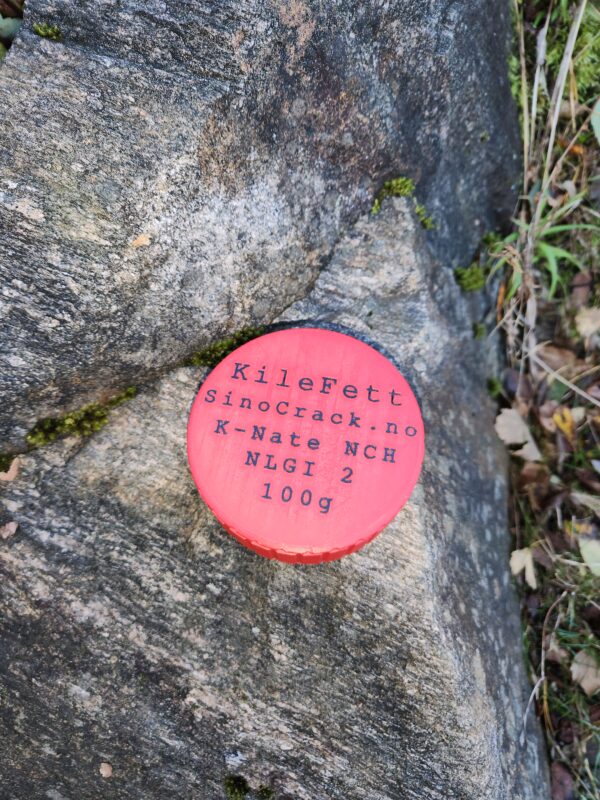 KileFett
SinoCrack.no
K-Nate NCH
NLGI 2
100g